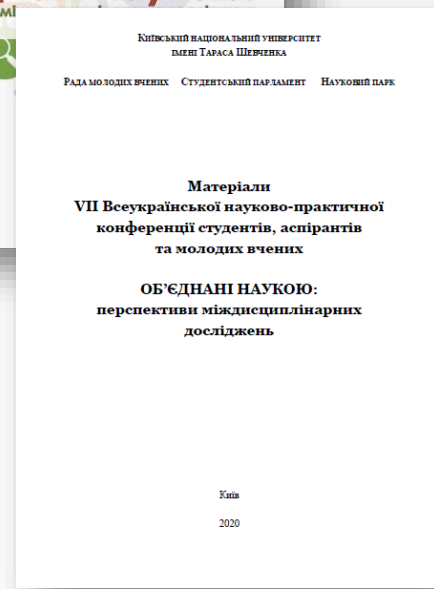 Київський національний університет
імені Тараса Шевченка
Рада молодих вчених Студентський парламент Науковий парк
Матеріали
VII Всеукраїнської науково-практичної
конференції студентів, аспірантів
та молодих вчених
ОБ’ЄДНАНІ НАУКОЮ:
перспективи міждисциплінарних
досліджень
Київ
2020